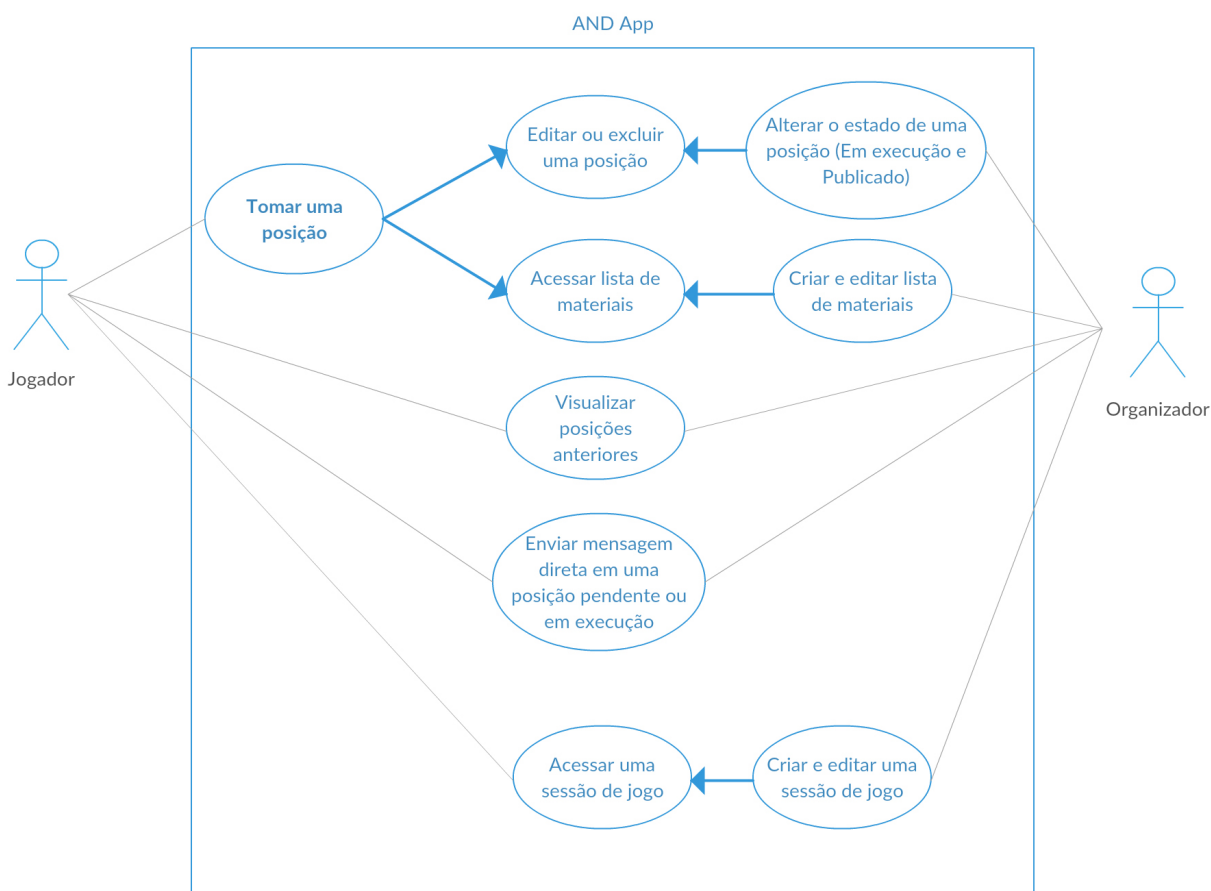 AND App
Editar ou excluir
uma posição
Alterar o estado de uma
posição (Em execução e
Publicado)
Tomar uma
posição
Acessar lista de
materiais
Criar e editar lista
de materiais
Jogador
Organizador
Visualizar
posições
anteriores
Enviar mensagem
direta em uma
posição pendente ou
em execução
Acessar uma
sessão de jogo
Criar e editar uma
sessão de jogo